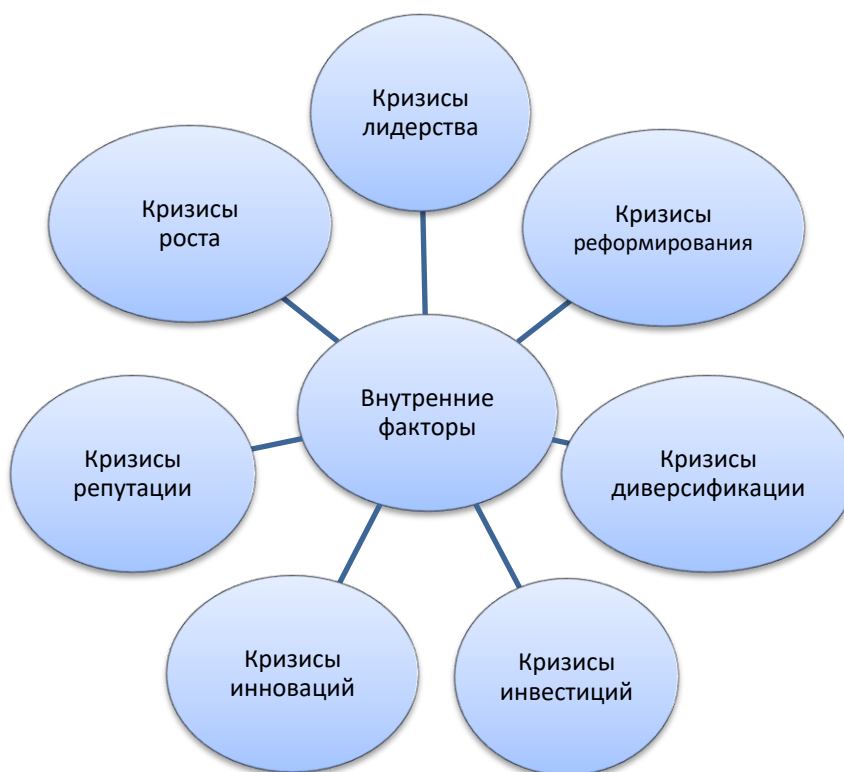 Кризисы
лидерства
Кризисы
роста
Кризисы
реформирования
Внутренние
факторы
Кризисы
репутации
Кризисы
диверсификации
Кризисы
инноваций
Кризисы
инвестиций